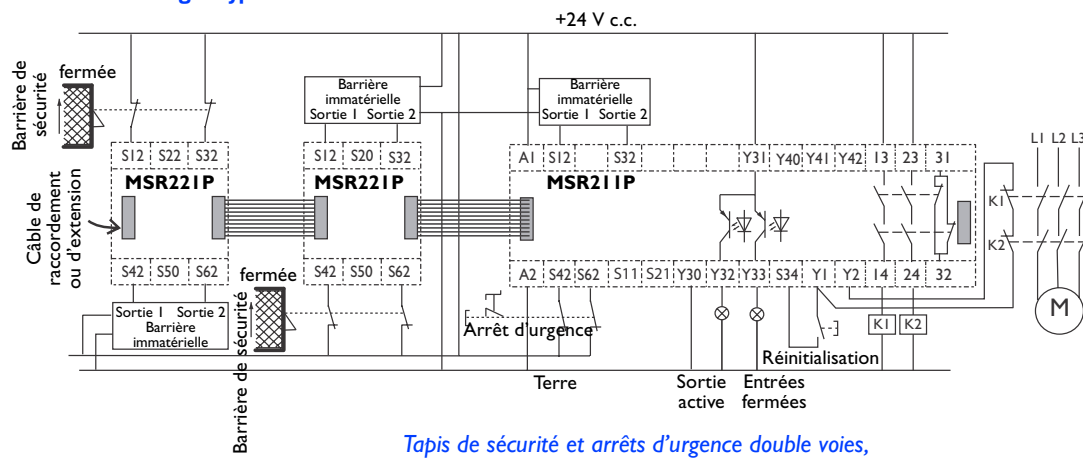 +24 V c.c.
Barrière de
sécurité
fermée
Barrière
immatérielle
Sortie 1 Sortie 2
Barrière
immatérielle
Sortie 1 Sortie 2
S12 S22 S32
S12 S20 S32
A1 S12 S32 Y31 Y40 Y41 Y42 13 23 31
L1 L2 L3
MSR221P
MSR221P
MSR211P
Câble de
raccordement
ou d'extension
K1
K2
S42 S50 S62
S42 S50 S62
A2 S42 S62 S11 S21 Y30 Y32 Y33 S34 Y1 Y2 14 24 32
fermée
Barrière de sécurité
Sortie 1 Sortie 2
Barrière
immatérielle
Arrêt d'urgence
K1 K2
M
Réinitialisation
Terre
Sortie
active
Entrées
fermées
Tapis de sécurité et arrêts d'urgence double voies,